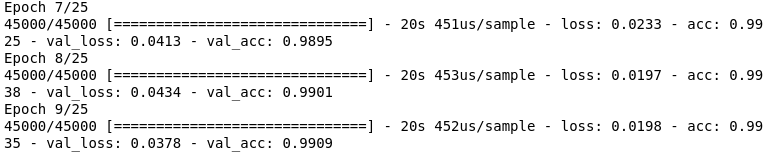 Epoch 7/25
45000/45000 [==============================] - 20s 451us/sample - loss: 0.0233 - acc: 0.99
25 - val_loss: 0.0413 - val_acc: 0.9895
Epoch 8/25
45000/45000 [==============================] - 20s 453us/sample - loss: 0.0197 - acc: 0.99
38 - val_loss: 0.0434 - val_acc: 0.9901
Epoch 9/25
45000/45000 [==============================] - 20s 452us/sample - loss: 0.0198 - acc: 0.99
35 - val_loss: 0.0378 - val_acc: 0.9909